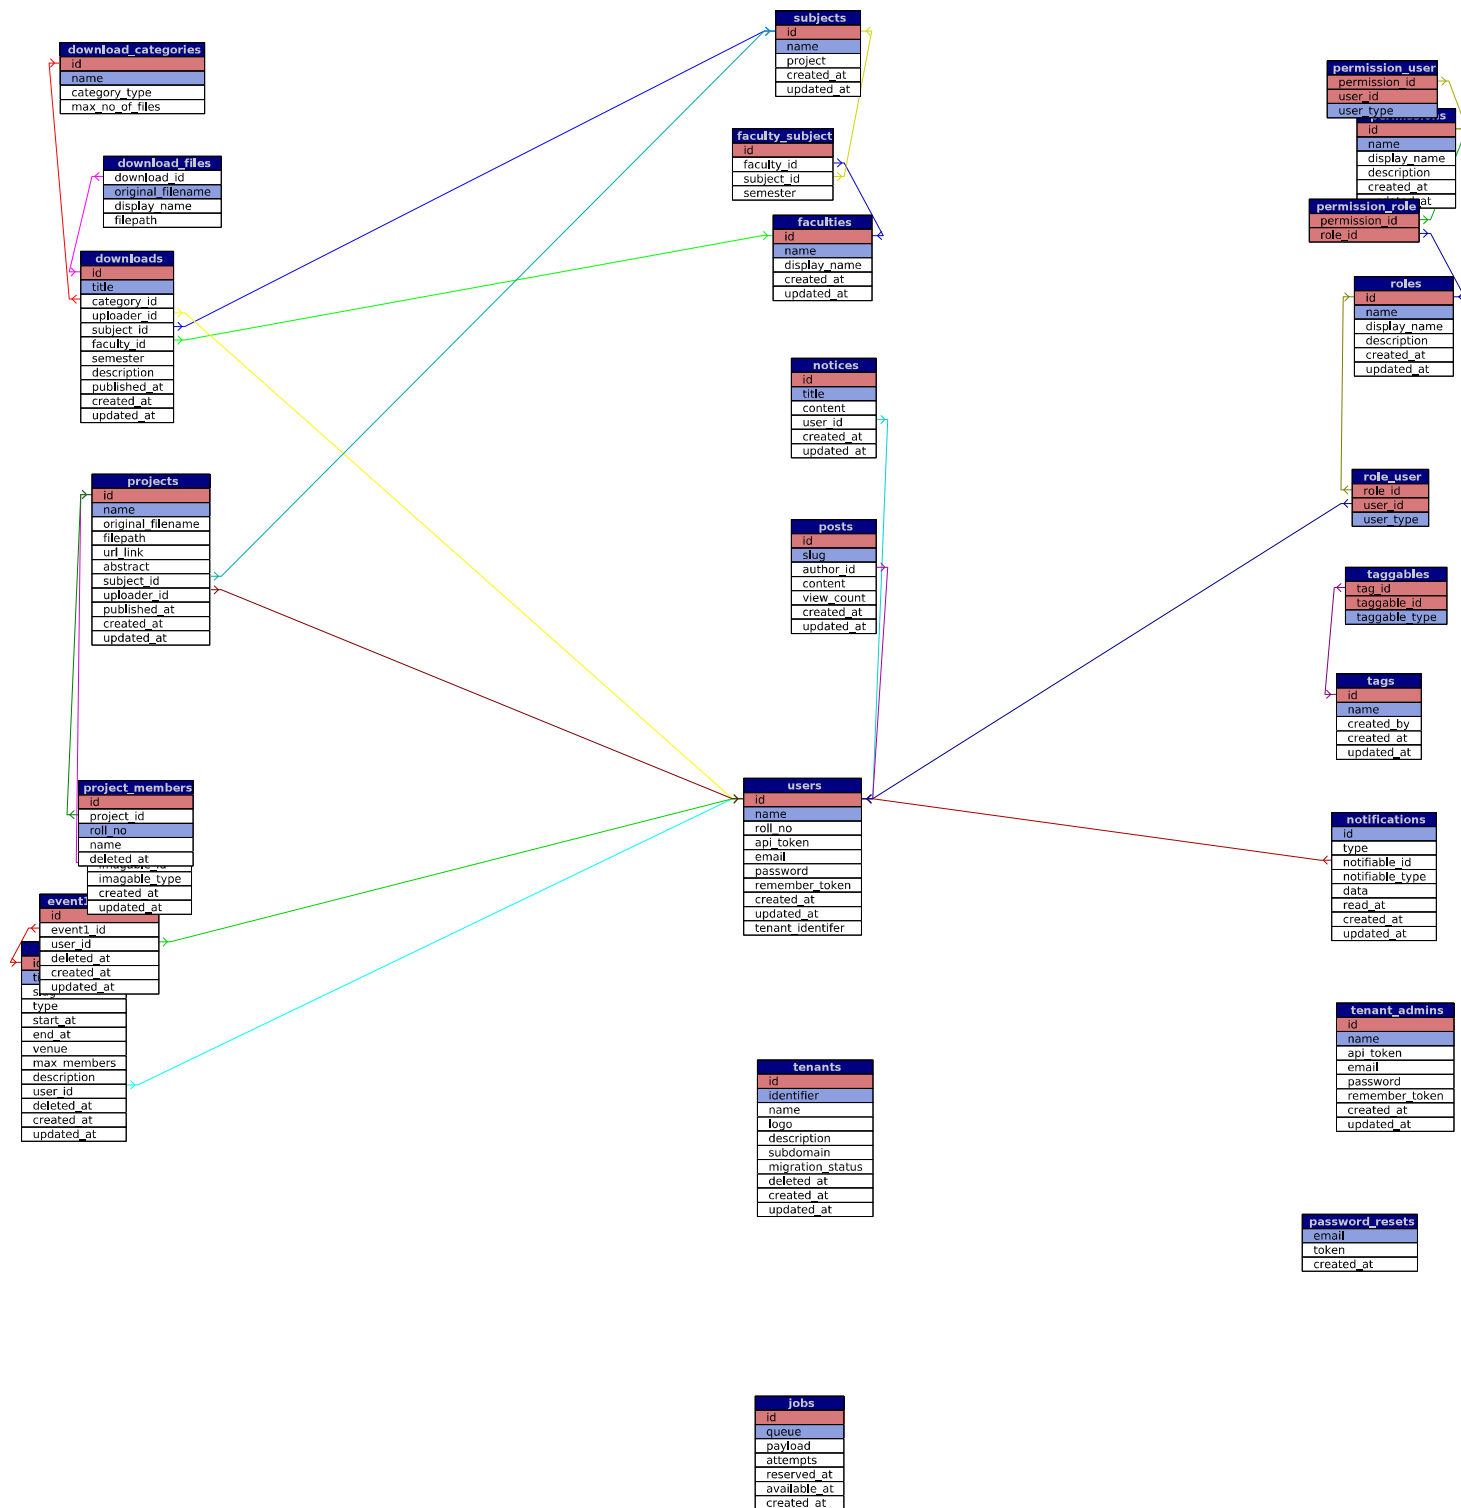 download_categories
id
name
category_type
max_no_of_files
download_files
download_id
original_filename
display_name
filepath
downloads
id
title
category_id
uploader_id
subject_id
faculty_id
semester
description
published_at
created_at
updated_at
projects
id
name
original_filename
filepath
url_link
abstract
subject_id
uploader_id
published_at
created_at
updated_at
project_members
id
project_id
roll_no
name
deleted_at
imagable_type
created_at
updated_at
id
event1_id
user_id
deleted_at
created_at
updated_at
type
start_at
end_at
venue
max_members
description
user_id
deleted_at
created_at
updated_at
subjects
id
name
project
created_at
updated_at
faculty_subject
id
faculty_id
subject_id
semester
faculties
id
name
display_name
created_at
updated_at
notices
id
title
content
user_id
created_at
updated_at
posts
id
slug
author_id
content
view_count
created_at
updated_at
users
id
name
roll_no
api_token
email
password
remember_token
created_at
updated_at
tenant_identifer
tenants
id
identifier
name
logo
description
subdomain
migration_status
deleted_at
created_at
updated_at
jobs
id
queue
payload
attempts
reserved_at
available_at
created_at
permission_user
permission_id
user_id
user_type
permissions
id
name
display_name
description
created_at
permission_role
permission_id
role_id
roles
id
name
display_name
description
created_at
updated_at
role_user
role_id
user_id
user_type
taggables
tag_id
taggable_id
taggable_type
tags
id
name
created_by
created_at
updated_at
notifications
id
type
notifiable_id
notifiable_type
data
read_at
created_at
updated_at
tenant_admins
id
name
api_token
email
password
remember_token
created_at
updated_at
password_resets
email
token
created_at